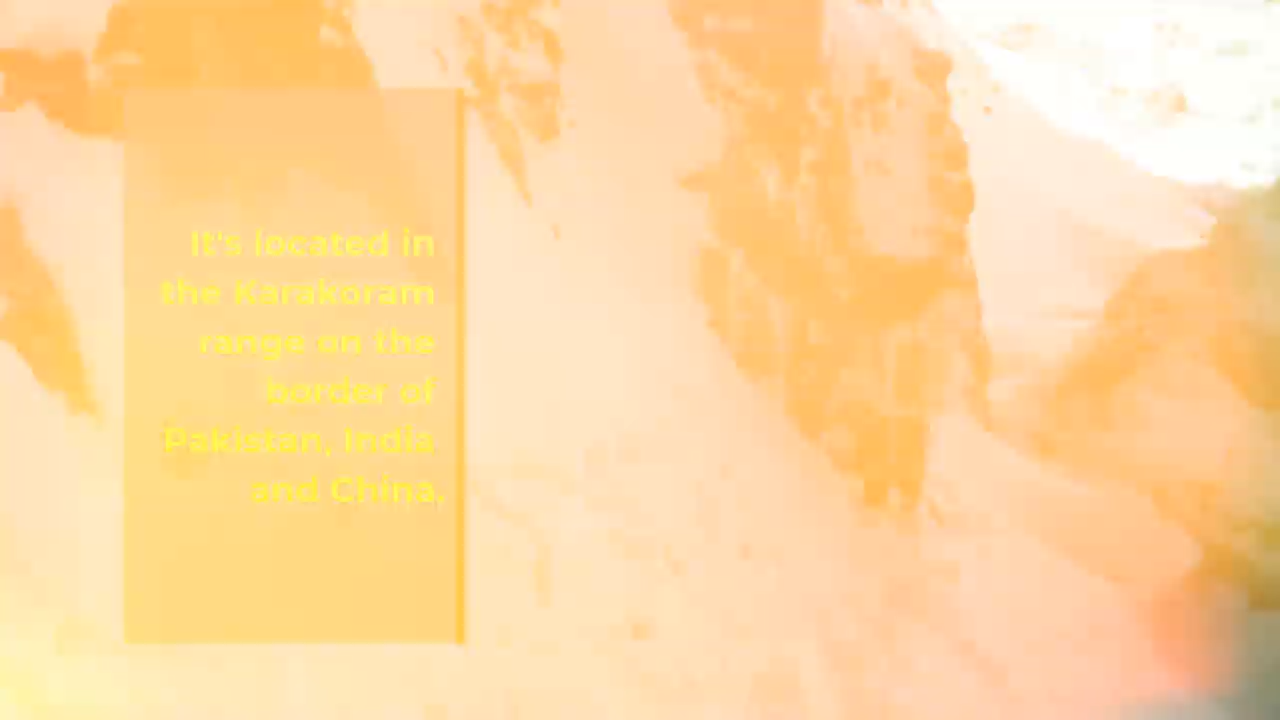 It's located in
the Karakoram
range on the
border of
Pakistan, India
and China.